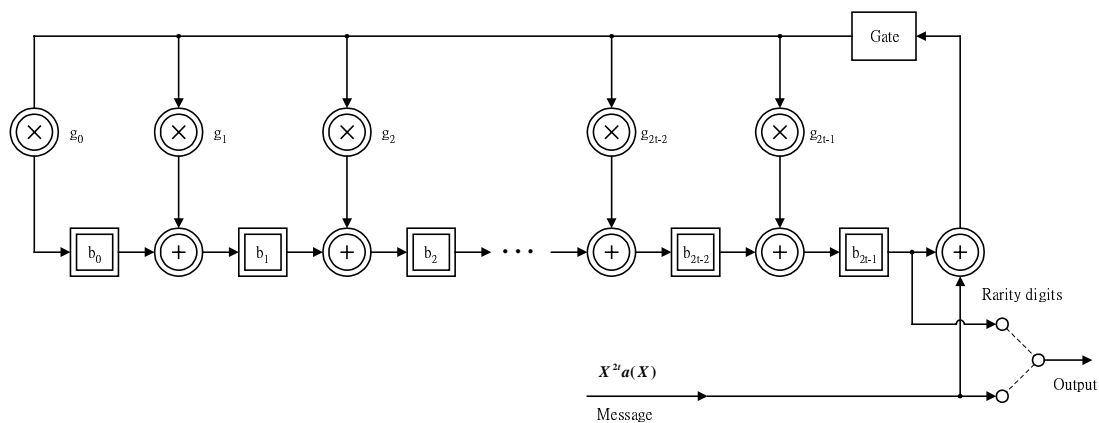 Gate
× g₀ × g₁ × g₂ × g₂ₜ₋₂ × g₂ₜ₋₁
b₀ + b₁ + b₂ ··· + b₂ₜ₋₂ + b₂ₜ₋₁ +
Rarity digits
X²ᵗa(X)
Message
Output